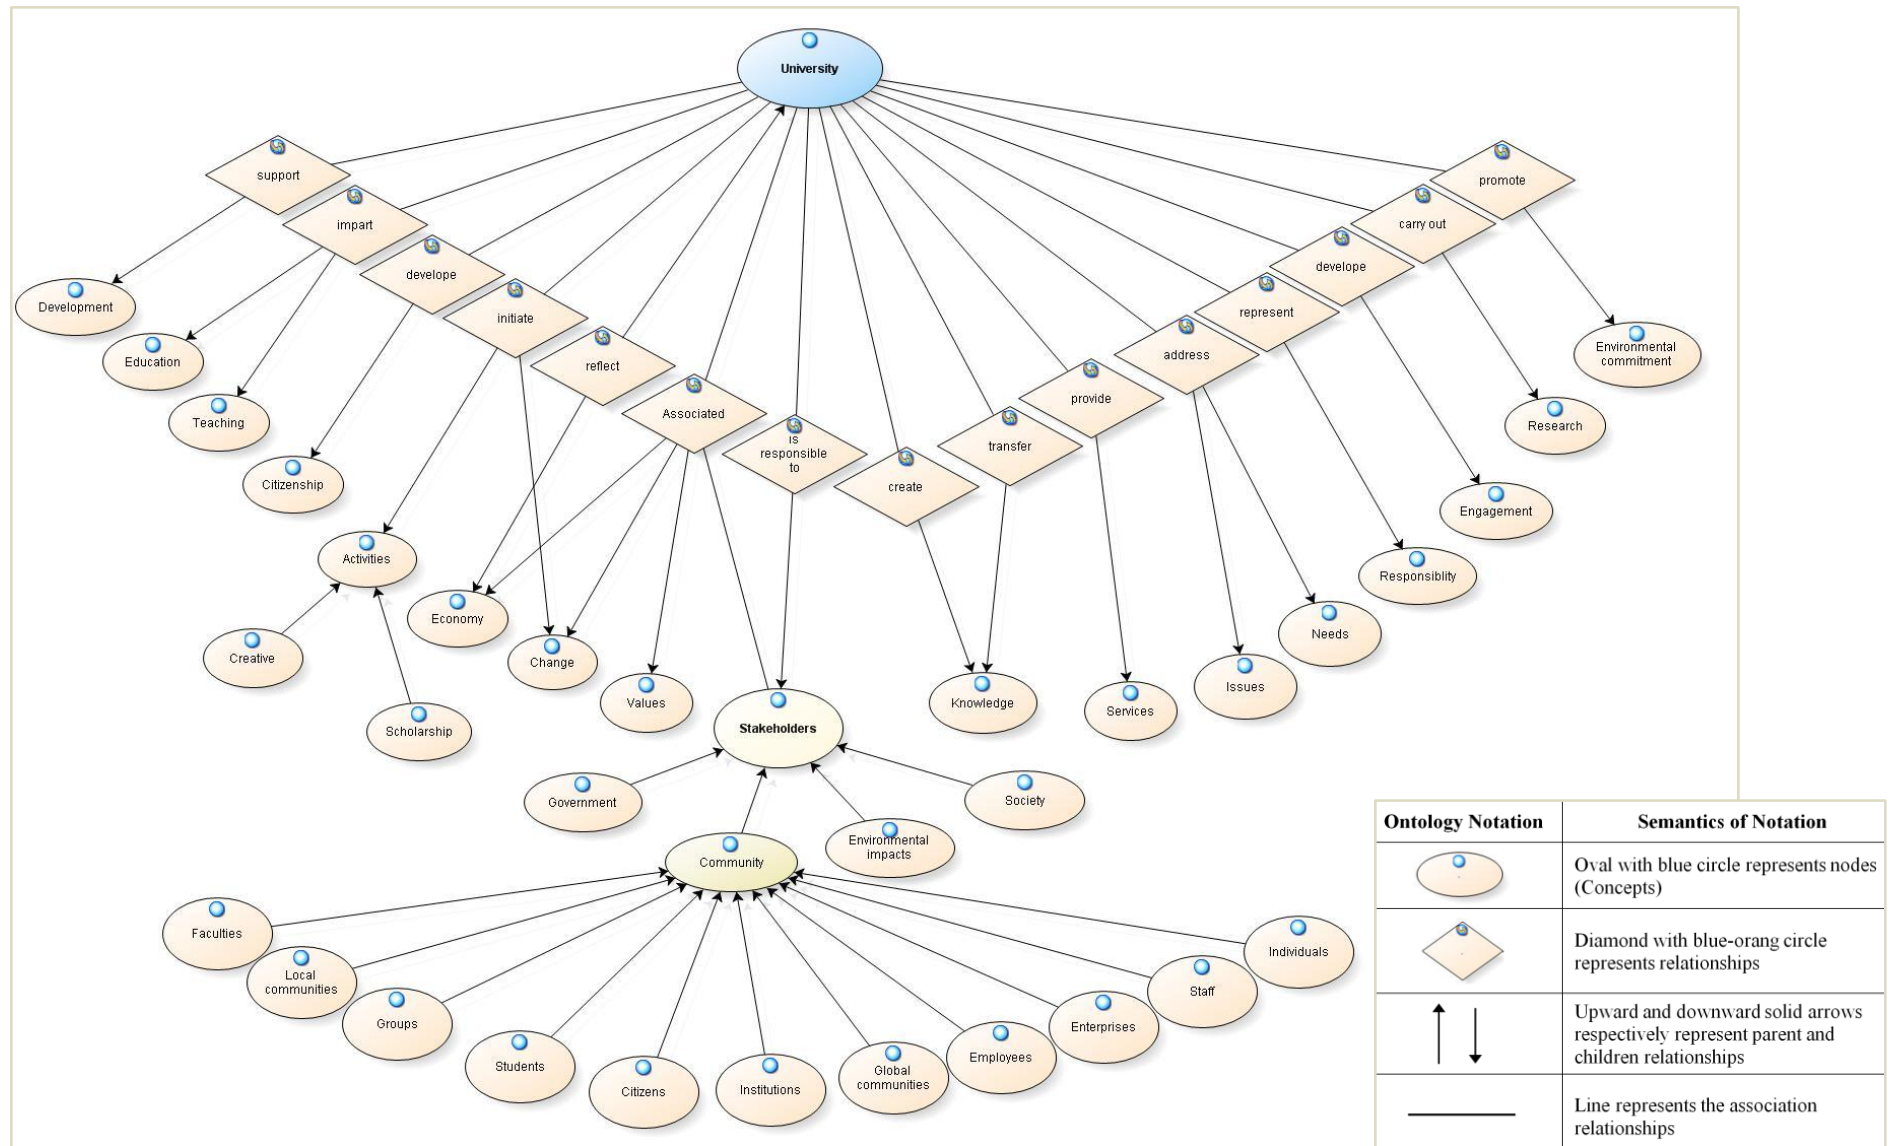 University
support
impart
develope
initiate
reflect
Associated
is
responsible
to
create
transfer
provide
address
represent
develope
carry out
promote
Development
Education
Teaching
Citizenship
Activities
Creative
Scholarship
Economy
Change
Values
Stakeholders
Knowledge
Services
Issues
Needs
Responsiblity
Engagement
Research
Environmental
commitment
Government
Community
Environmental
impacts
Society
Faculties
Local
communities
Groups
Students
Citizens
Institutions
Global
communities
Employees
Enterprises
Staff
Individuals
Ontology Notation
Semantics of Notation
Oval with blue circle represents nodes
(Concepts)
Diamond with blue-orang circle
represents relationships
Upward and downward solid arrows
respectively represent parent and
children relationships
Line represents the association
relationships